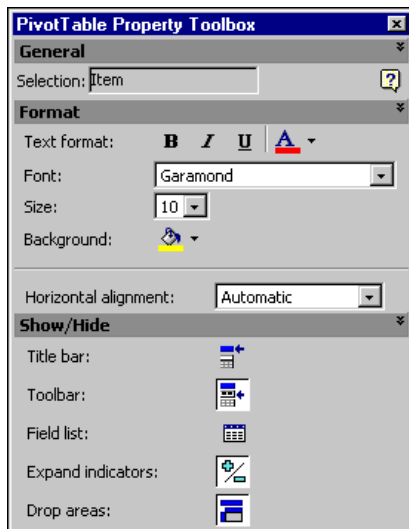 PivotTable Property Toolbox
General
Selection: Item
Format
Text format: B I U A
Font: Garamond
Size: 10
Background:
Horizontal alignment: Automatic
Show/Hide
Title bar:
Toolbar:
Field list:
Expand indicators:
Drop areas: